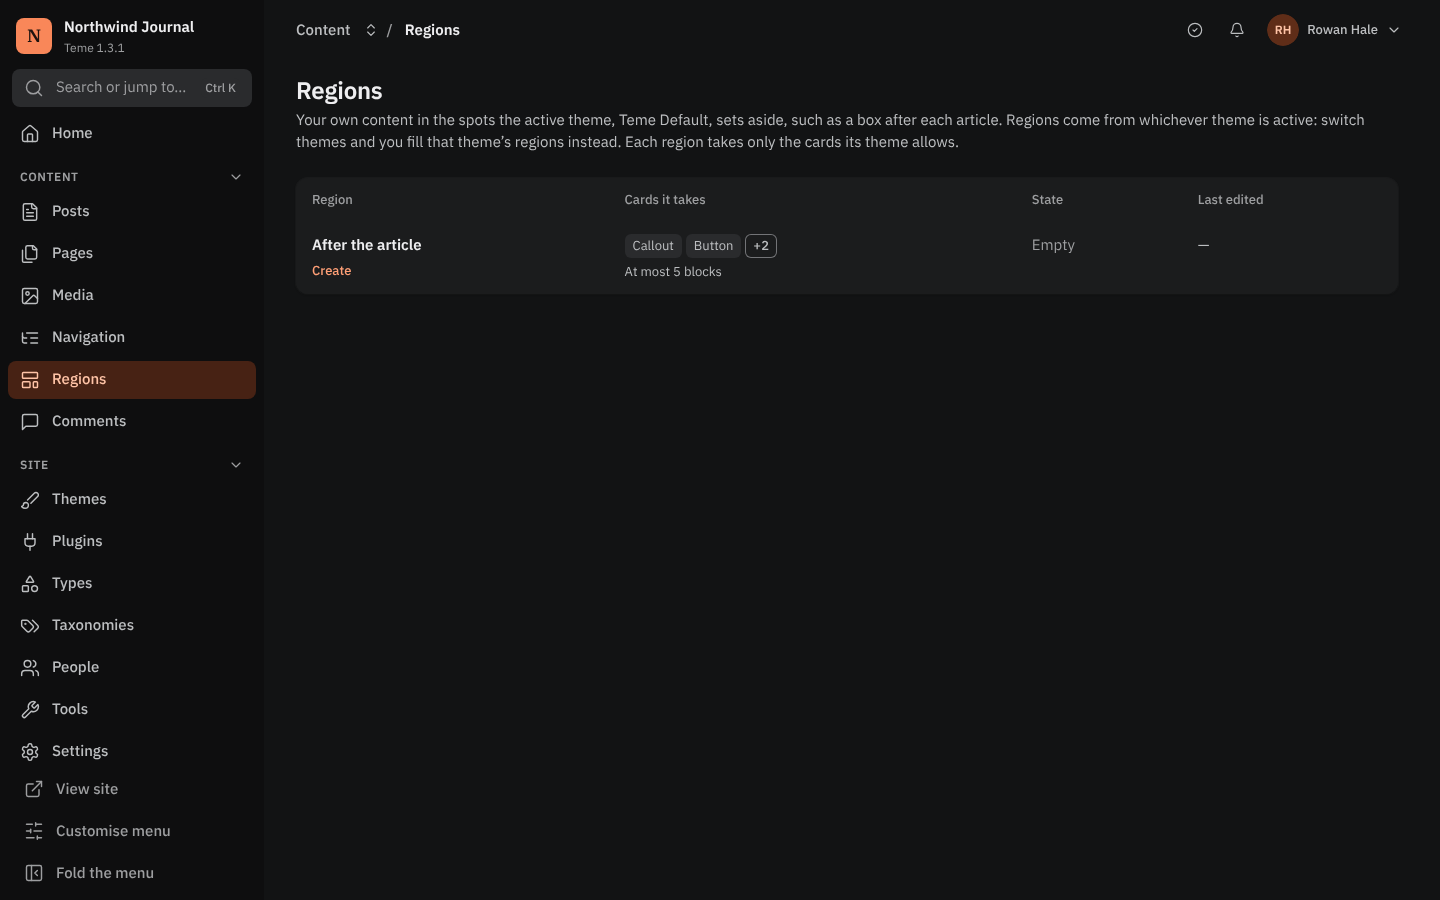 N
Northwind Journal
Teme 1.3.1
Search or jump to... Ctrl K
Home
CONTENT
Posts
Pages
Media
Navigation
Regions
Comments
SITE
Themes
Plugins
Types
Taxonomies
People
Tools
Settings
View site
Customise menu
Fold the menu
Content / Regions
RH Rowan Hale
Regions
Your own content in the spots the active theme, Teme Default, sets aside, such as a box after each article. Regions come from whichever theme is active: switch
themes and you fill that theme’s regions instead. Each region takes only the cards its theme allows.
Region Cards it takes State Last edited
After the article Callout Button +2 Empty —
Create At most 5 blocks